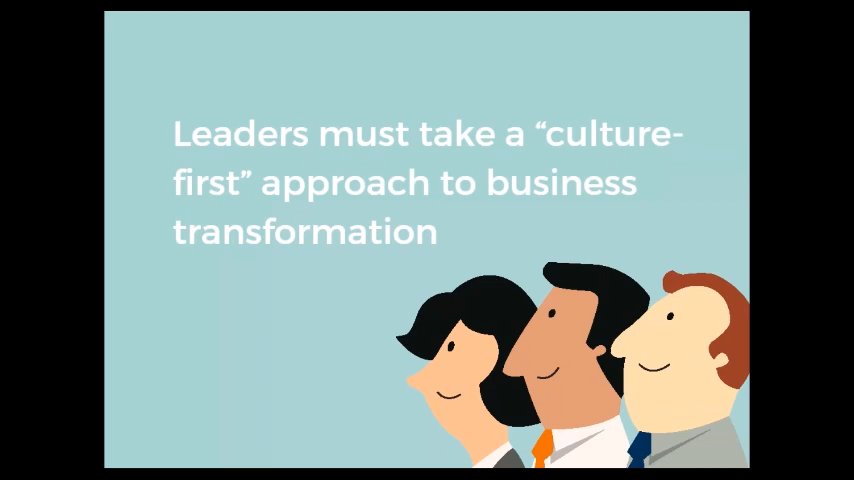 Leaders must take a “culture-
first” approach to business
transformation